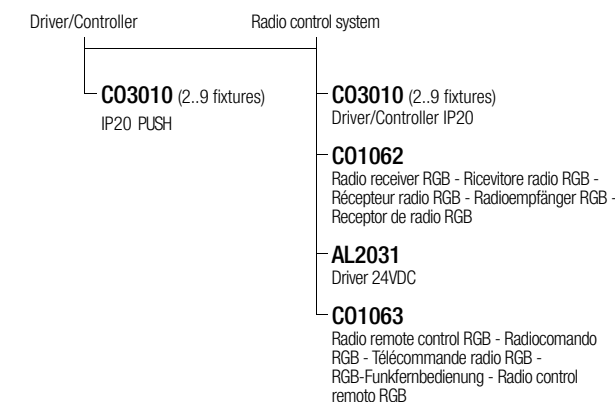 Driver/Controller
Radio control system
CO3010 (2..9 fixtures)
IP20 PUSH
CO3010 (2..9 fixtures)
Driver/Controller IP20
CO1062
Radio receiver RGB - Ricevitore radio RGB -
Récepteur radio RGB - Radioempfänger RGB -
Receptor de radio RGB
AL2031
Driver 24VDC
CO1063
Radio remote control RGB - Radiocomando
RGB - Télécommande radio RGB -
RGB-Funkfernbedienung - Radio control
remoto RGB